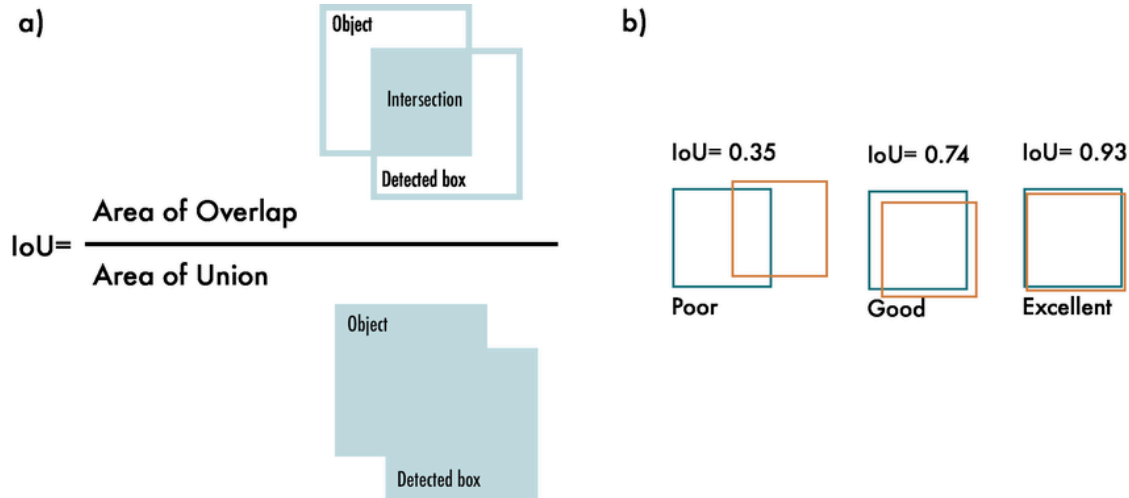 a)
Object
Intersection
Detected box
Area of Overlap
IoU=
Area of Union
Object
Detected box
b)
IoU= 0.35
IoU= 0.74
IoU= 0.93
Poor
Good
Excellent